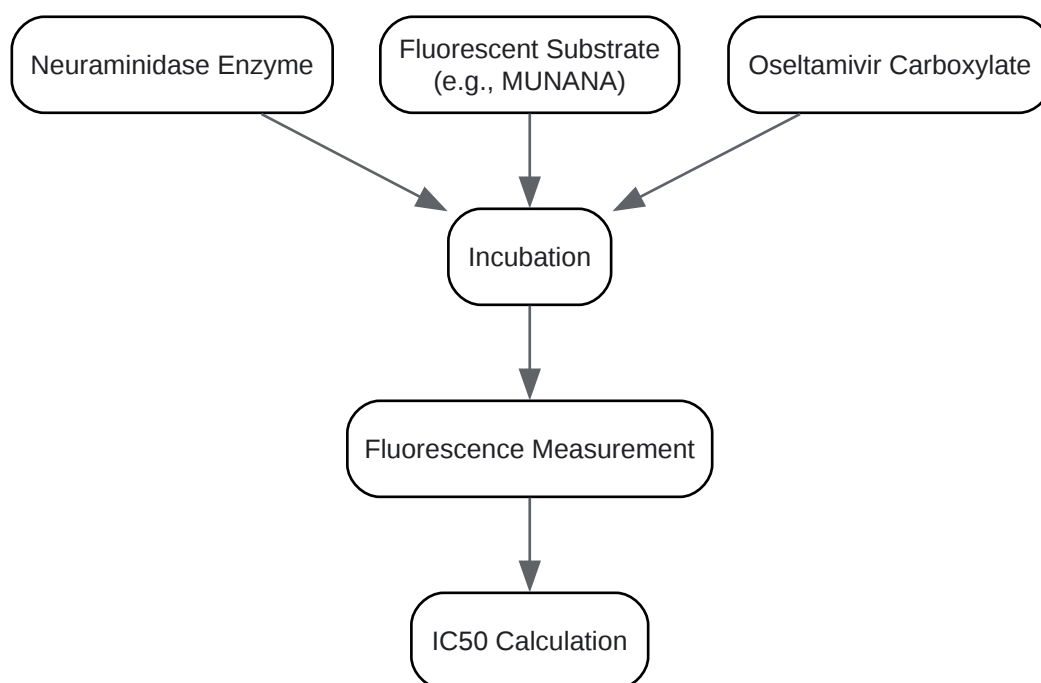 Neuraminidase Enzyme
Fluorescent Substrate
(e.g., MUNANA)
Oseltamivir Carboxylate
Incubation
Fluorescence Measurement
IC50 Calculation